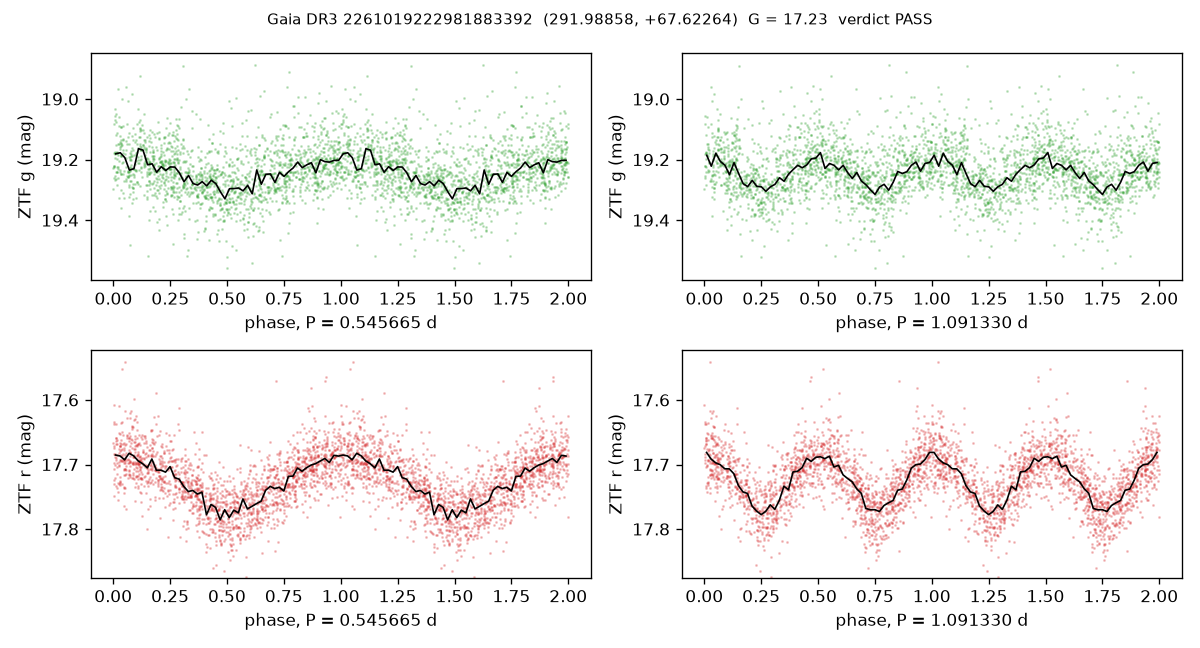 Gaia DR3 2261019222981883392  (291.98858, +67.62264)  G = 17.23  verdict PASS
ZTF g (mag)
19.0
19.2
19.4
0.00 0.25 0.50 0.75 1.00 1.25 1.50 1.75 2.00
phase, P = 0.545665 d
ZTF g (mag)
19.0
19.2
19.4
0.00 0.25 0.50 0.75 1.00 1.25 1.50 1.75 2.00
phase, P = 1.091330 d
ZTF r (mag)
17.6
17.7
17.8
0.00 0.25 0.50 0.75 1.00 1.25 1.50 1.75 2.00
phase, P = 0.545665 d
ZTF r (mag)
17.6
17.7
17.8
0.00 0.25 0.50 0.75 1.00 1.25 1.50 1.75 2.00
phase, P = 1.091330 d